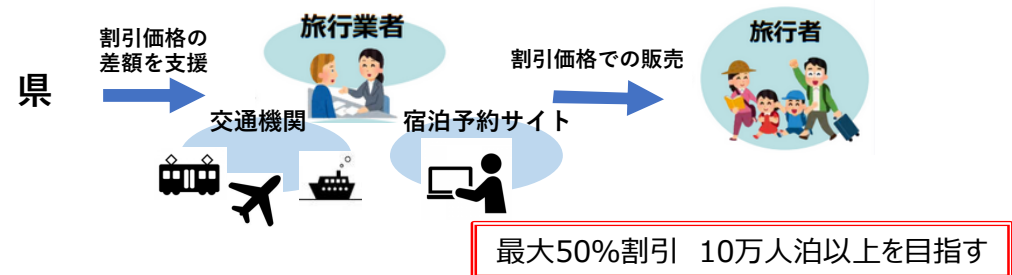 県
割引価格の
差額を支援
旅行業者
交通機関
宿泊予約サイト
割引価格での販売
旅行者
最大50%割引 10万人泊以上を目指す